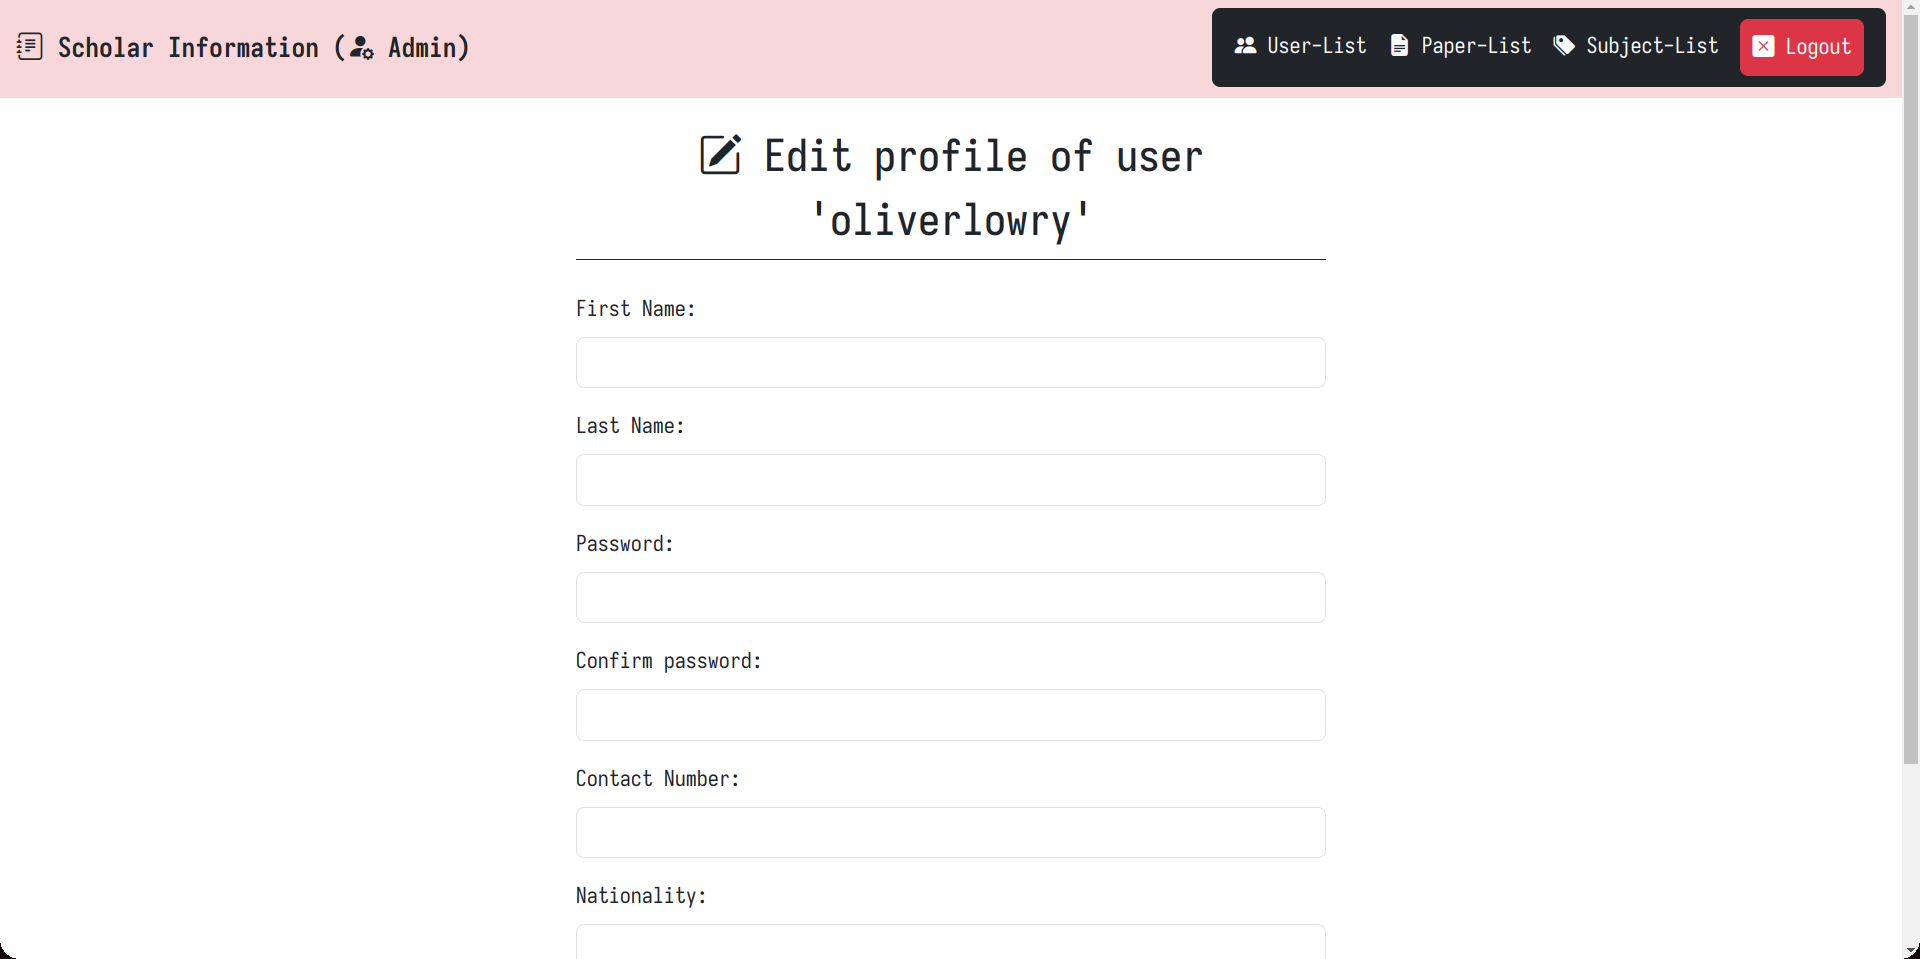 Scholar Information ( Admin)
User-List Paper-List Subject-List Logout
Edit profile of user
'oliverlowry'
First Name:
Last Name:
Password:
Confirm password:
Contact Number:
Nationality: